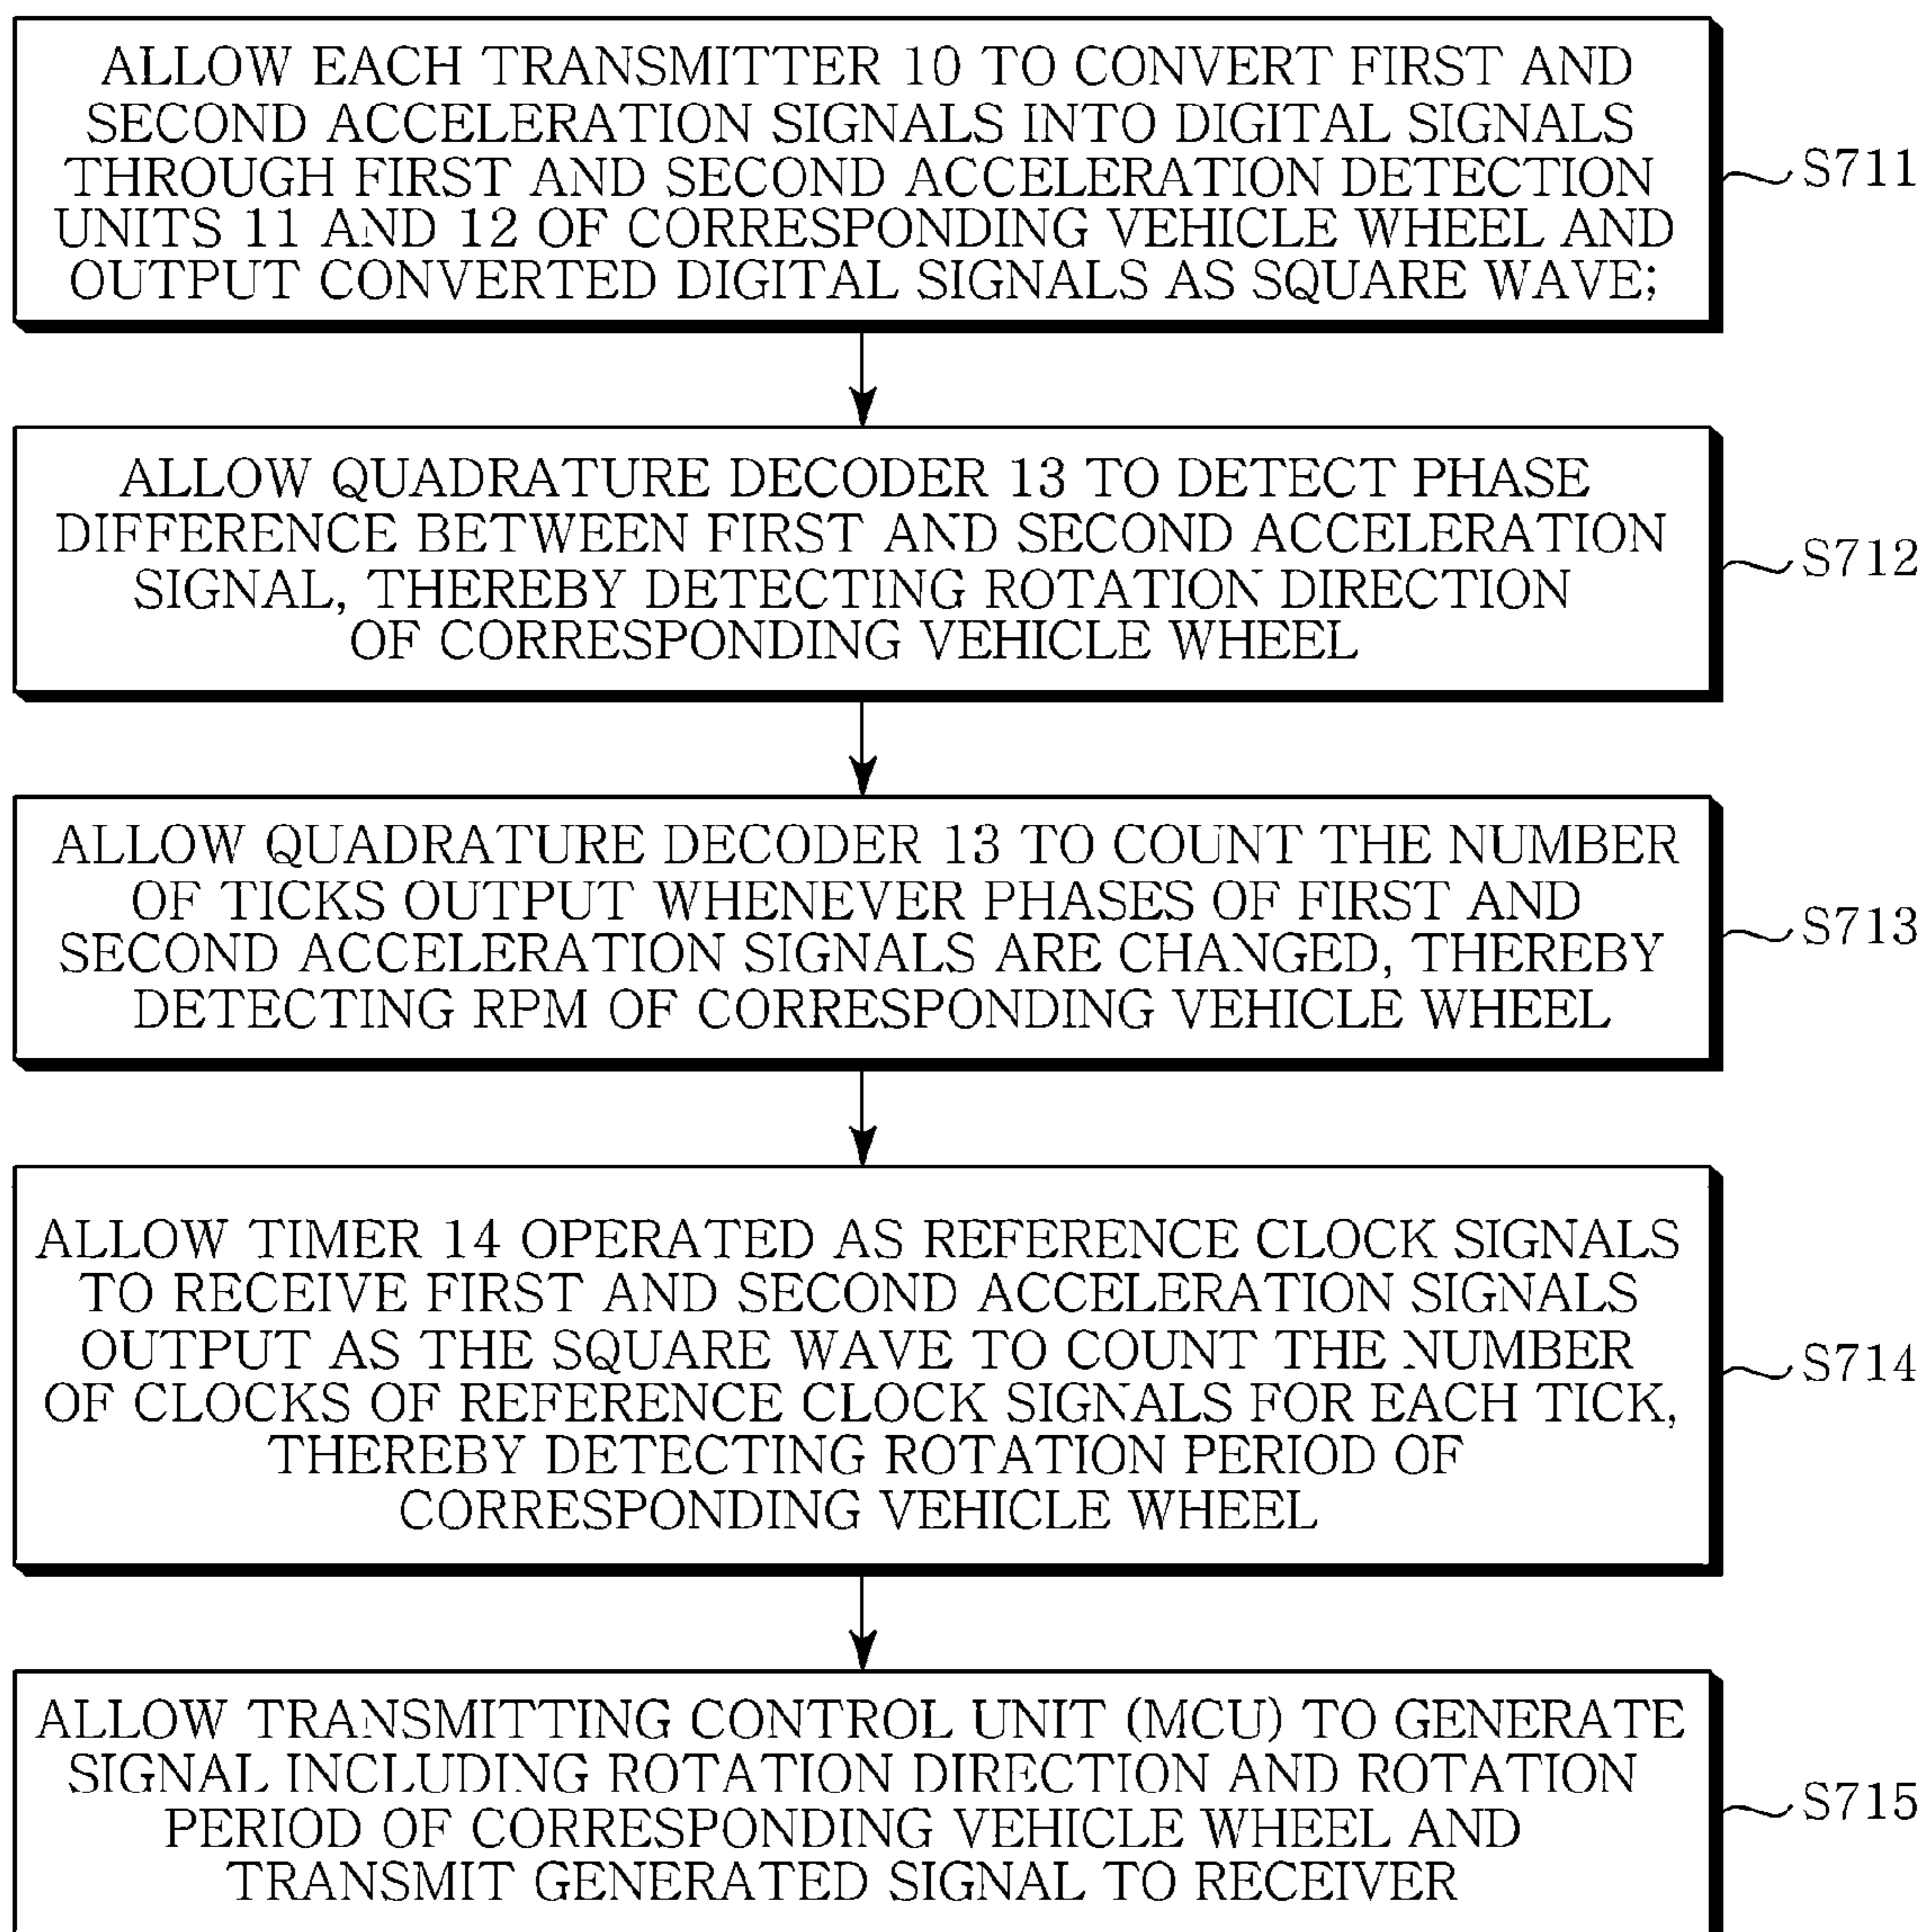 ALLOW EACH TRANSMITTER 10 TO CONVERT FIRST AND
SECOND ACCELERATION SIGNALS INTO DIGITAL SIGNALS
THROUGH FIRST AND SECOND ACCELERATION DETECTION
UNITS 11 AND 12 OF CORRESPONDING VEHICLE WHEEL AND
OUTPUT CONVERTED DIGITAL SIGNALS AS SQUARE WAVE;
S711
ALLOW QUADRATURE DECODER 13 TO DETECT PHASE
DIFFERENCE BETWEEN FIRST AND SECOND ACCELERATION
SIGNAL, THEREBY DETECTING ROTATION DIRECTION
OF CORRESPONDING VEHICLE WHEEL
S712
ALLOW QUADRATURE DECODER 13 TO COUNT THE NUMBER
OF TICKS OUTPUT WHENEVER PHASES OF FIRST AND
SECOND ACCELERATION SIGNALS ARE CHANGED, THEREBY
DETECTING RPM OF CORRESPONDING VEHICLE WHEEL
S713
ALLOW TIMER 14 OPERATED AS REFERENCE CLOCK SIGNALS
TO RECEIVE FIRST AND SECOND ACCELERATION SIGNALS
OUTPUT AS THE SQUARE WAVE TO COUNT THE NUMBER
OF CLOCKS OF REFERENCE CLOCK SIGNALS FOR EACH TICK,
THEREBY DETECTING ROTATION PERIOD OF
CORRESPONDING VEHICLE WHEEL
S714
ALLOW TRANSMITTING CONTROL UNIT (MCU) TO GENERATE
SIGNAL INCLUDING ROTATION DIRECTION AND ROTATION
PERIOD OF CORRESPONDING VEHICLE WHEEL AND
TRANSMIT GENERATED SIGNAL TO RECEIVER
S715